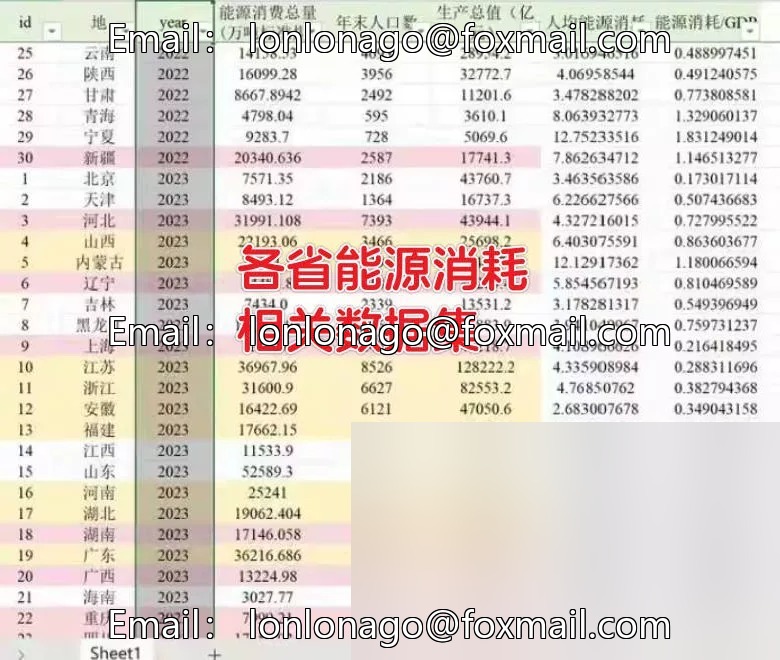 id 地 year 能源消费总量 年末人口数 生产总值（亿 人均能源消耗 能源消耗/GDP
Email： lonlonago@foxmail.com
25 云南 2022 0.488997451
26 陕西 2022 16099.28 3956 32772.7 4.06958544 0.491240575
27 甘肃 2022 8667.8942 2492 11201.6 3.478288202 0.773808581
28 青海 2022 4798.04 595 3610.1 8.063932773 1.329060137
29 宁夏 2022 9283.7 728 5069.6 12.75233516 1.831249014
30 新疆 2022 20340.636 2587 17741.3 7.862634712 1.146513277
1 北京 2023 7571.35 2186 43760.7 3.463563586 0.173017114
2 天津 2023 8493.12 1364 16737.3 6.226627566 0.507436683
3 河北 2023 31991.108 7393 43944.1 4.327216015 0.727995522
4 山西 2023 22193.06 3466 25698.2 6.403075591 0.863603677
5 内蒙古 2023 12.12917362 1.180066594
各省能源消耗
6 辽宁 2023 5.854567193 0.810469589
7 吉林 2023 7434.0 2339 13531.2 3.178281317 0.549396949
相关数据集
8 黑龙 0.759731237
Email： lonlonago@foxmail.com
9 上海 0.216418495
10 江苏 2023 36967.96 8526 128222.2 4.335908984 0.288311696
11 浙江 2023 31600.9 6627 82553.2 4.76850762 0.382794368
12 安徽 2023 16422.69 6121 47050.6 2.683007678 0.349043158
13 福建 2023 17662.15
14 江西 2023 11533.9
15 山东 2023 52589.3
16 河南 2023 25241
17 湖北 2023 19062.404
18 湖南 2023 17146.058
19 广东 2023 36216.686
20 广西 2023 13224.98
21 海南 2023 3027.77
22 重庆
Email： lonlonago@foxmail.com
Sheet1 +